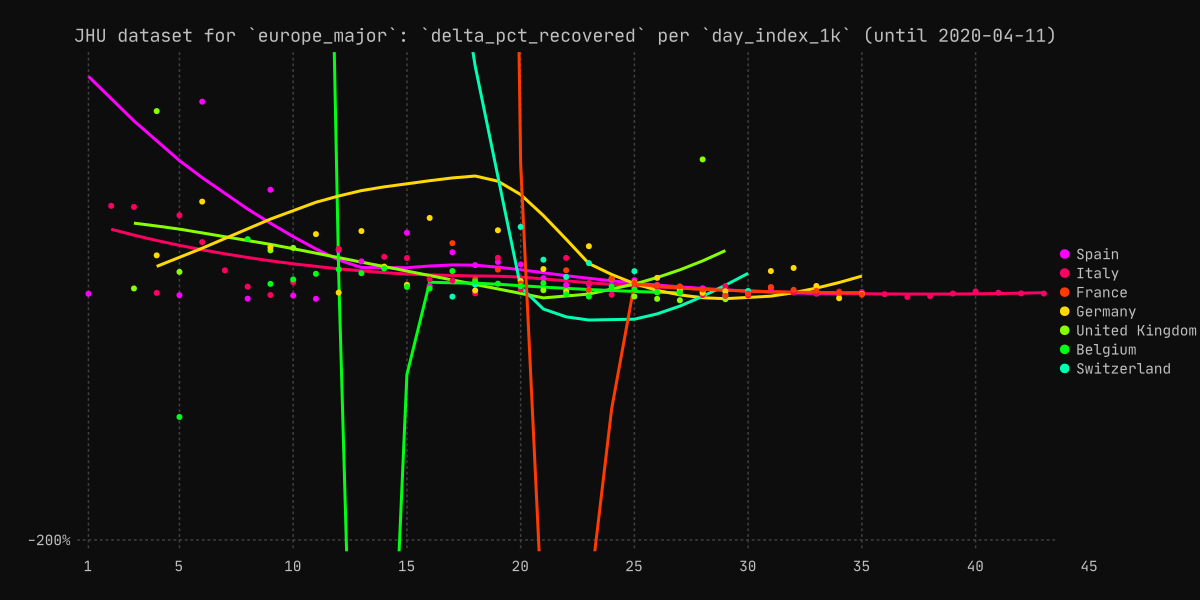 JHU dataset for `europe_major`: `delta_pct_recovered` per `day_index_1k` (until 2020-04-11)
Spain
Italy
France
Germany
United Kingdom
Belgium
Switzerland
-200%
1 5 10 15 20 25 30 35 40 45